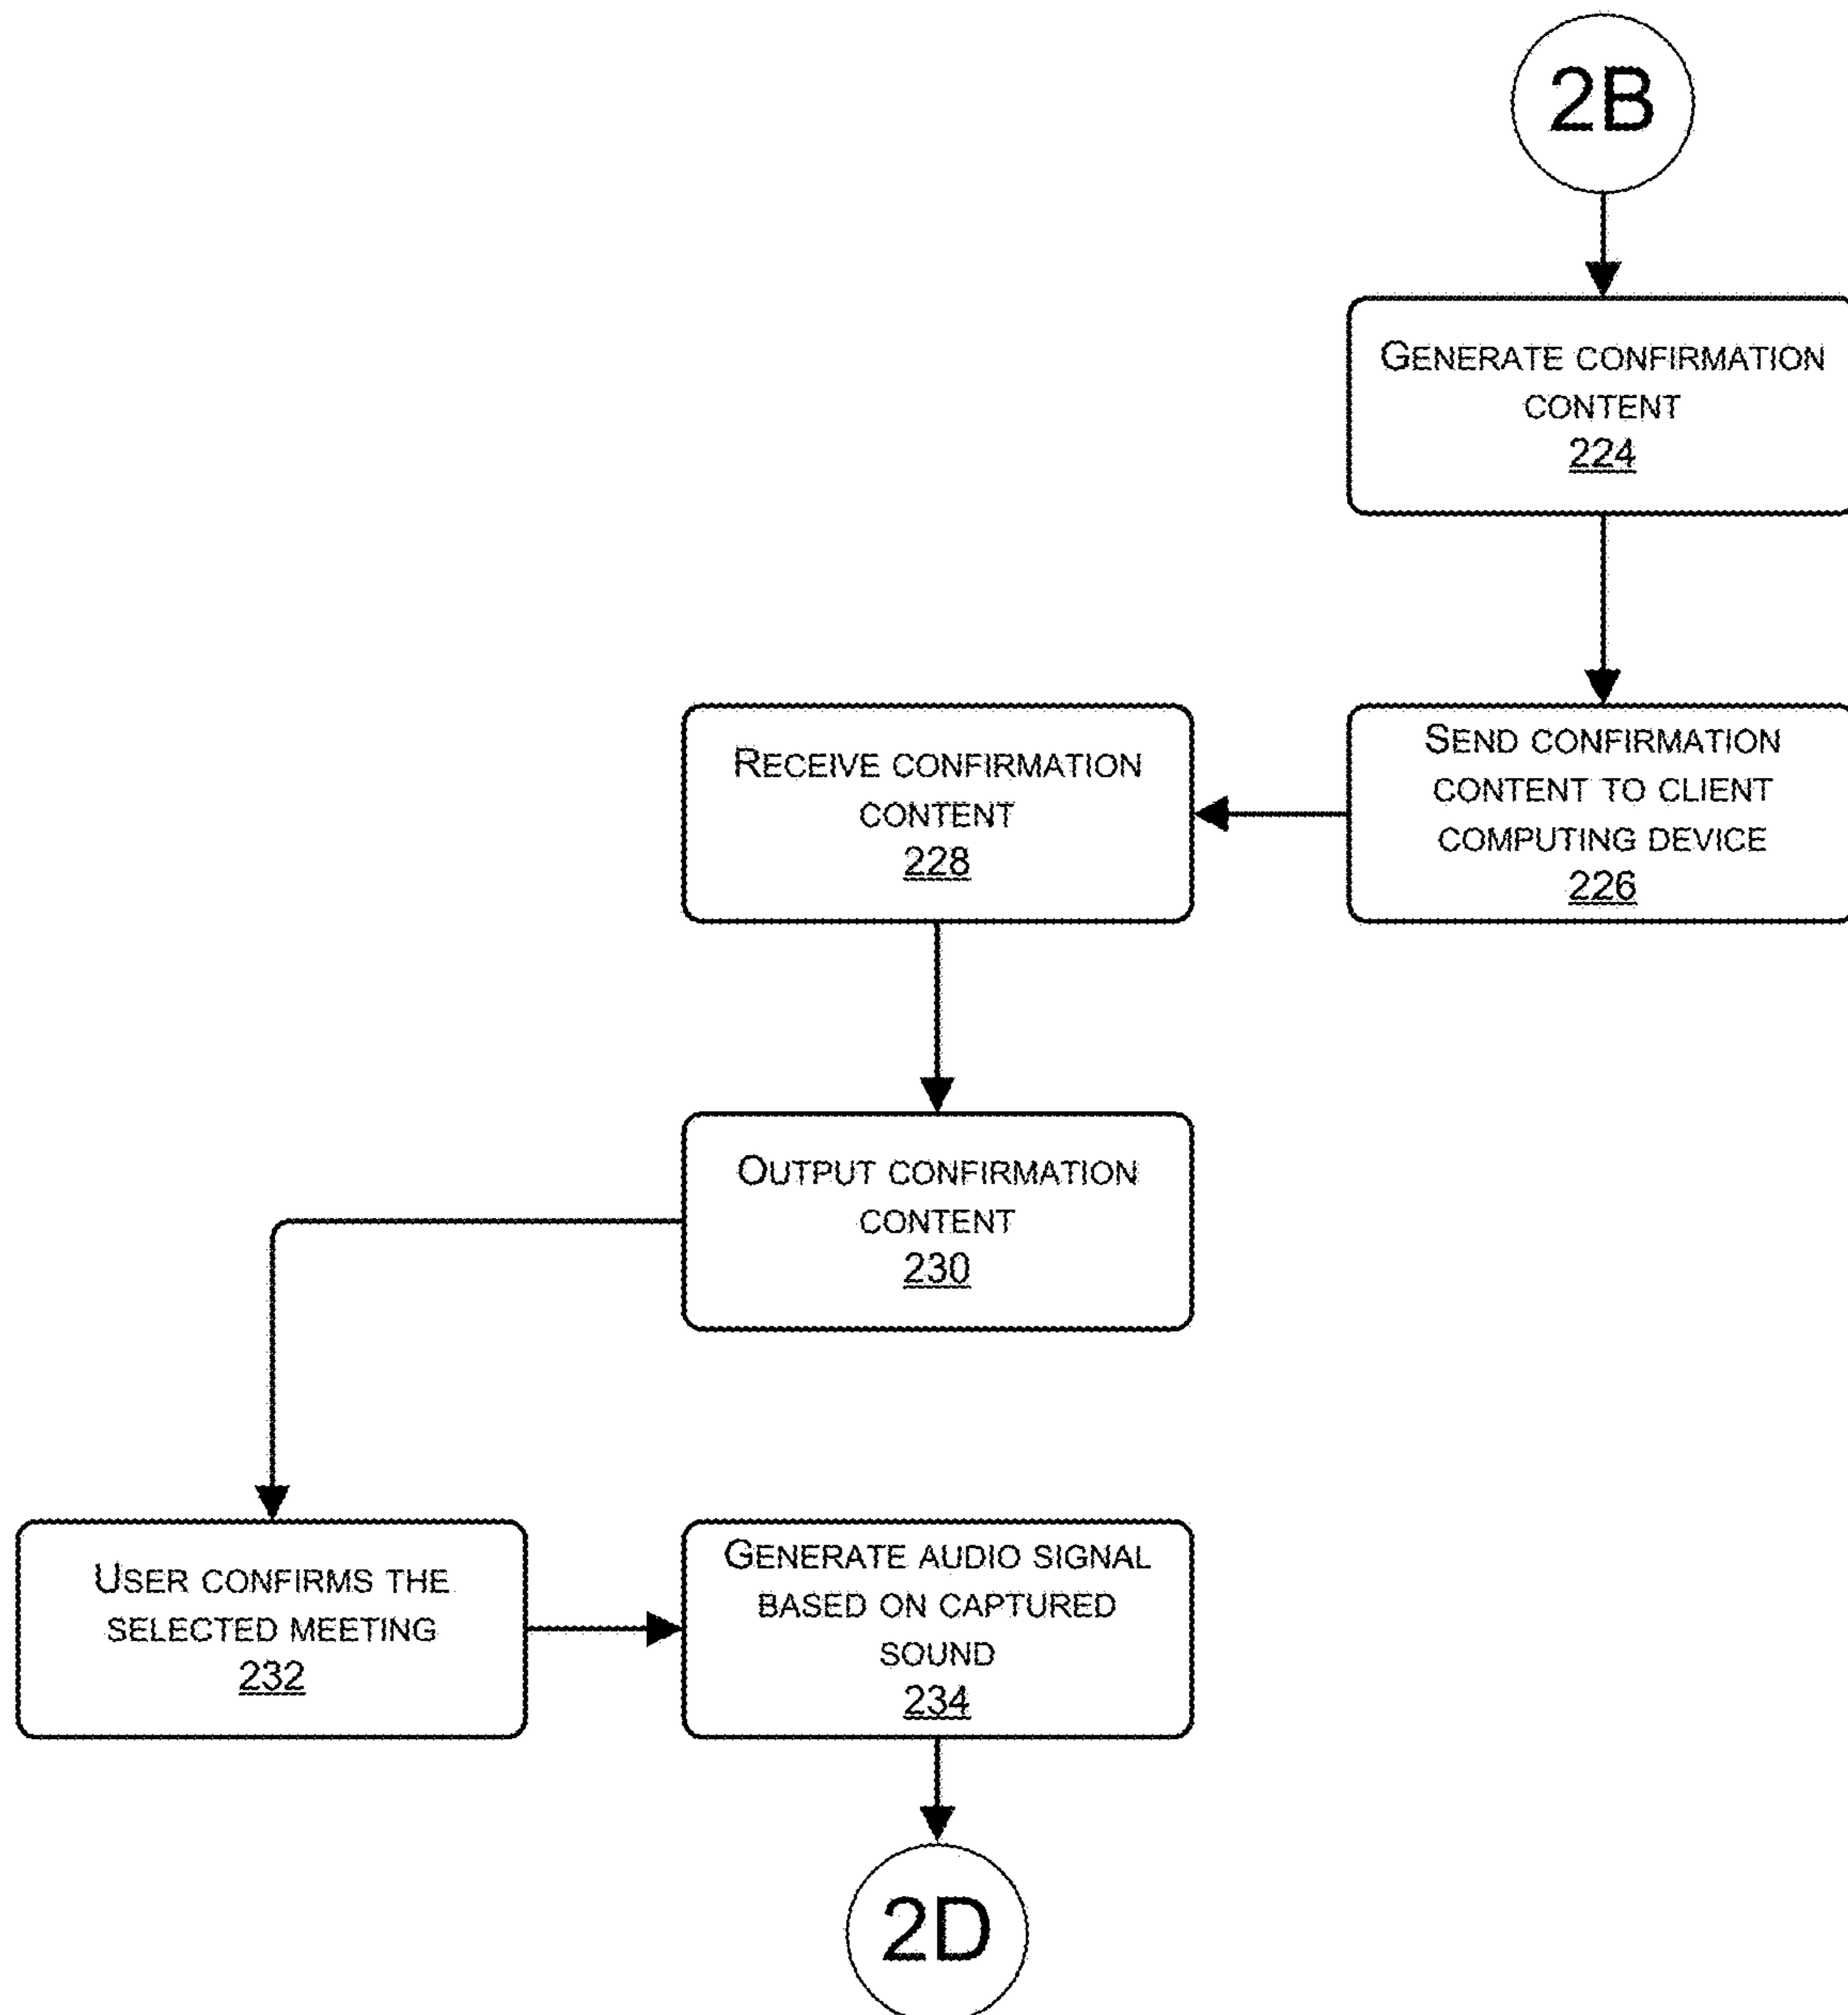 2B
GENERATE CONFIRMATION
CONTENT
224
SEND CONFIRMATION
CONTENT TO CLIENT
COMPUTING DEVICE
226
RECEIVE CONFIRMATION
CONTENT
228
OUTPUT CONFIRMATION
CONTENT
230
USER CONFIRMS THE
SELECTED MEETING
232
GENERATE AUDIO SIGNAL
BASED ON CAPTURED
SOUND
234
2D